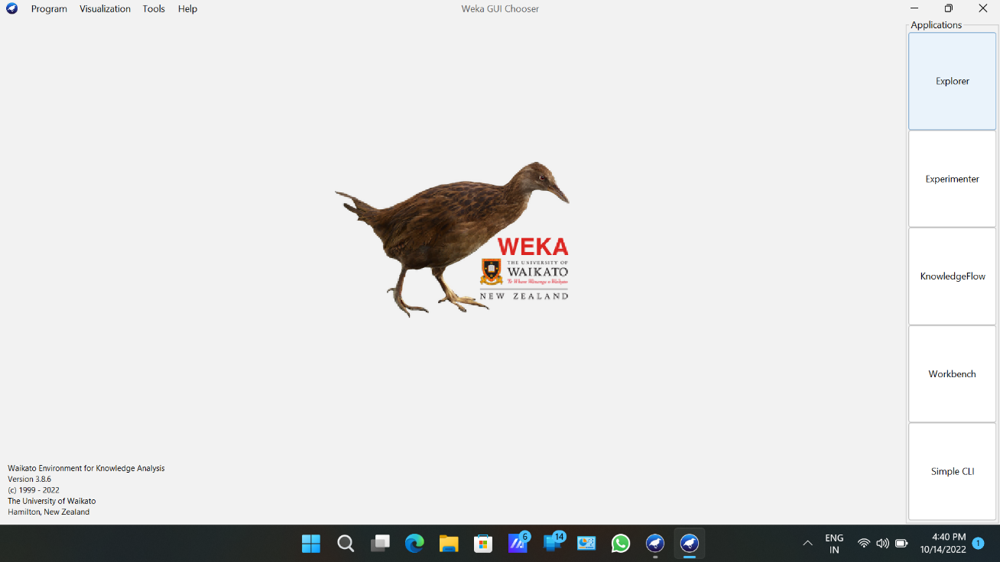 Program Visualization Tools Help
Weka GUI Chooser
Applications
Explorer
Experimenter
KnowledgeFlow
Workbench
Simple CLI
WEKA
THE UNIVERSITY OF
WAIKATO
Te Whare Wānanga o Waikato
NEW ZEALAND
Waikato Environment for Knowledge Analysis
Version 3.8.6
(c) 1999 - 2022
The University of Waikato
Hamilton, New Zealand
6
14
ENG
IN
4:40 PM
10/14/2022
1